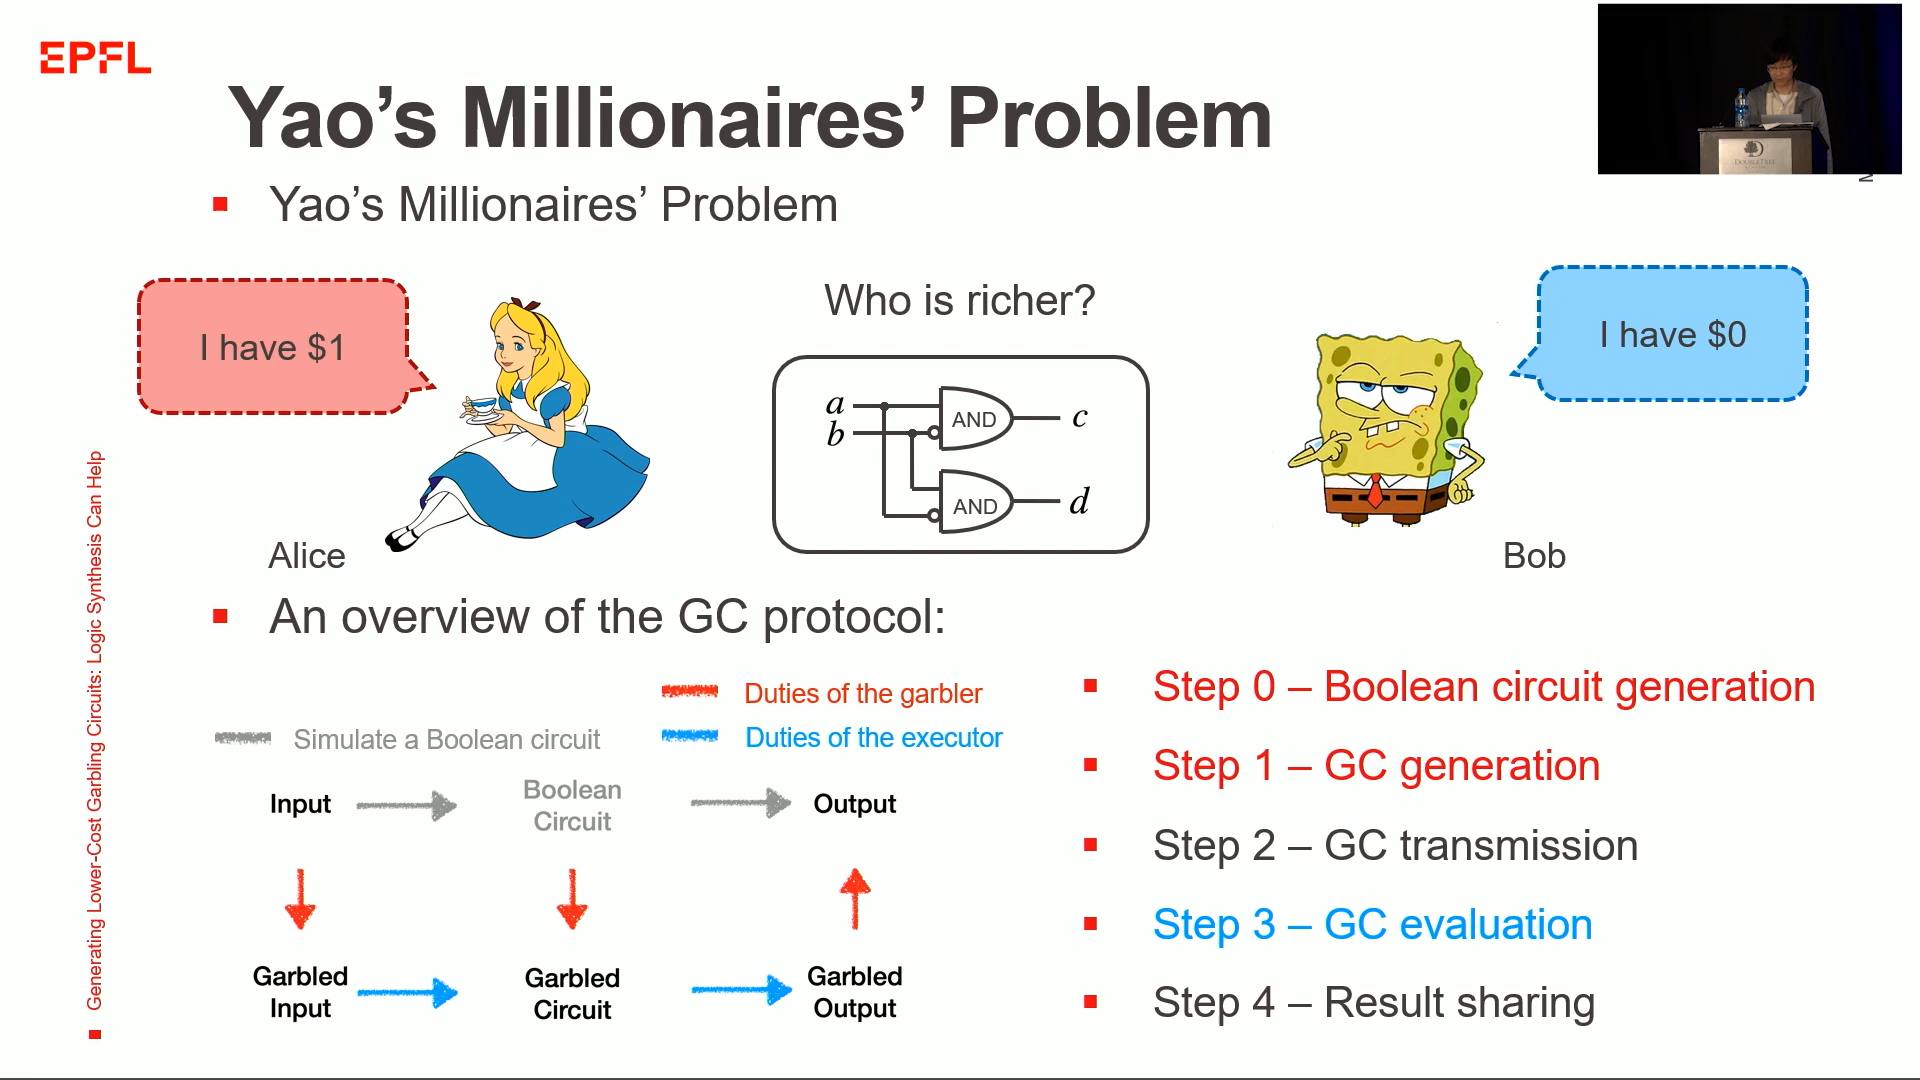 EPFL
Yao’s Millionaires’ Problem
▪ Yao’s Millionaires’ Problem
I have $1
Who is richer?
I have $0
a
b
AND
c
AND
d
Alice
Bob
▪ An overview of the GC protocol:
Duties of the garbler
Simulate a Boolean circuit
Duties of the executor
Input
Boolean
Circuit
Output
Garbled
Input
Garbled
Circuit
Garbled
Output
▪ Step 0 – Boolean circuit generation
▪ Step 1 – GC generation
▪ Step 2 – GC transmission
▪ Step 3 – GC evaluation
▪ Step 4 – Result sharing
Generating Lower-Cost Garbling Circuits: Logic Synthesis Can Help
DOUBLETREE